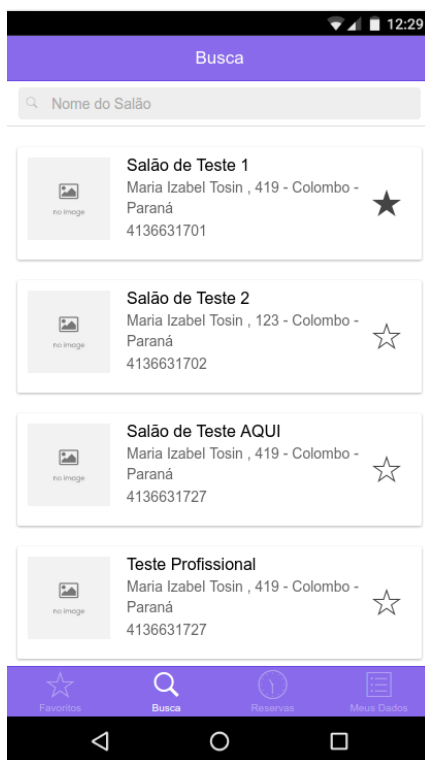 12:29
Busca
Nome do Salão
no image
Salão de Teste 1
Maria Izabel Tosin , 419 - Colombo -
Paraná
4136631701
no image
Salão de Teste 2
Maria Izabel Tosin , 123 - Colombo -
Paraná
4136631702
no image
Salão de Teste AQUI
Maria Izabel Tosin , 419 - Colombo -
Paraná
4136631727
no image
Teste Profissional
Maria Izabel Tosin , 419 - Colombo -
Paraná
4136631727
Favoritos
Busca
Reservas
Meus Dados